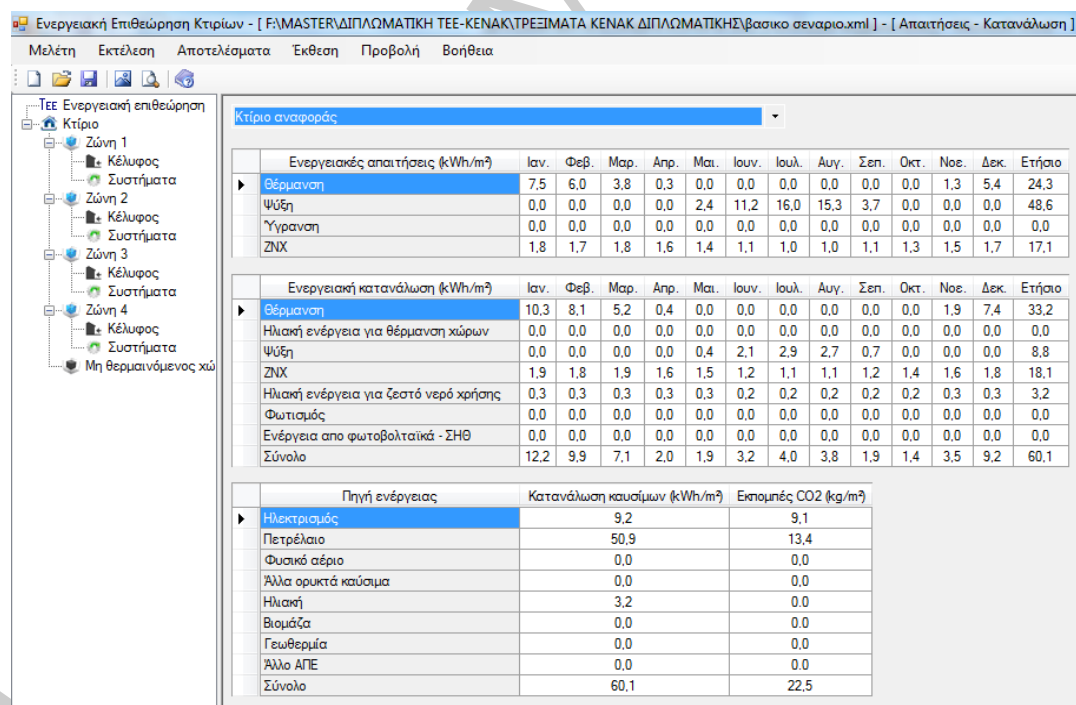 Ενεργειακή Επιθεώρηση Κτιρίων - [ F:\MASTER\ΔΙΠΛΩΜΑΤΙΚΗ ΤΕΕ-ΚΕΝΑΚ\ΤΡΕΞΙΜΑΤΑ ΚΕΝΑΚ ΔΙΠΛΩΜΑΤΙΚΗΣ\βασικο σεναριο.xml ] - [ Απαιτήσεις - Κατανάλωση ]
Μελέτη Εκτέλεση Αποτελέσματα Έκθεση Προβολή Βοήθεια
ΤΕΕ Ενεργειακή επιθεώρηση
Κτίριο
Ζώνη 1
Κέλυφος
Συστήματα
Ζώνη 2
Κέλυφος
Συστήματα
Ζώνη 3
Κέλυφος
Συστήματα
Ζώνη 4
Κέλυφος
Συστήματα
Μη θερμαινόμενος χώ
Κτίριο αναφοράς
Ενεργειακές απαιτήσεις (kWh/m²) Ιαν. Φεβ. Μαρ. Απρ. Μαι. Ιουν. Ιουλ. Αυγ. Σεπ. Οκτ. Νοε. Δεκ. Ετήσιο
Θέρμανση 7,5 6,0 3,8 0,3 0,0 0,0 0,0 0,0 0,0 0,0 1,3 5,4 24,3
Ψύξη 0,0 0,0 0,0 0,0 2,4 11,2 16,0 15,3 3,7 0,0 0,0 0,0 48,6
Ύγρανση 0,0 0,0 0,0 0,0 0,0 0,0 0,0 0,0 0,0 0,0 0,0 0,0 0,0
ΖΝΧ 1,8 1,7 1,8 1,6 1,4 1,1 1,0 1,0 1,1 1,3 1,5 1,7 17,1
Ενεργειακή κατανάλωση (kWh/m²) Ιαν. Φεβ. Μαρ. Απρ. Μαι. Ιουν. Ιουλ. Αυγ. Σεπ. Οκτ. Νοε. Δεκ. Ετήσιο
Θέρμανση 10,3 8,1 5,2 0,4 0,0 0,0 0,0 0,0 0,0 0,0 1,9 7,4 33,2
Ηλιακή ενέργεια για θέρμανση χώρων 0,0 0,0 0,0 0,0 0,0 0,0 0,0 0,0 0,0 0,0 0,0 0,0 0,0
Ψύξη 0,0 0,0 0,0 0,0 0,4 2,1 2,9 2,7 0,7 0,0 0,0 0,0 8,8
ΖΝΧ 1,9 1,8 1,9 1,6 1,5 1,2 1,1 1,1 1,2 1,4 1,6 1,8 18,1
Ηλιακή ενέργεια για ζεστό νερό χρήσης 0,3 0,3 0,3 0,3 0,3 0,2 0,2 0,2 0,2 0,2 0,3 0,3 3,2
Φωτισμός 0,0 0,0 0,0 0,0 0,0 0,0 0,0 0,0 0,0 0,0 0,0 0,0 0,0
Ενέργεια απο φωτοβολταϊκά - ΣΗΘ 0,0 0,0 0,0 0,0 0,0 0,0 0,0 0,0 0,0 0,0 0,0 0,0 0,0
Σύνολο 12,2 9,9 7,1 2,0 1,9 3,2 4,0 3,8 1,9 1,4 3,5 9,2 60,1
Πηγή ενέργειας Κατανάλωση καυσίμων (kWh/m²) Εκπομπές CO2 (kg/m²)
Ηλεκτρισμός 9,2 9,1
Πετρέλαιο 50,9 13,4
Φυσικό αέριο 0,0 0,0
Άλλα ορυκτά καύσιμα 0,0 0,0
Ηλιακή 3,2 0.0
Βιομάζα 0,0 0.0
Γεωθερμία 0,0 0.0
Άλλο ΑΠΕ 0,0 0.0
Σύνολο 60,1 22,5